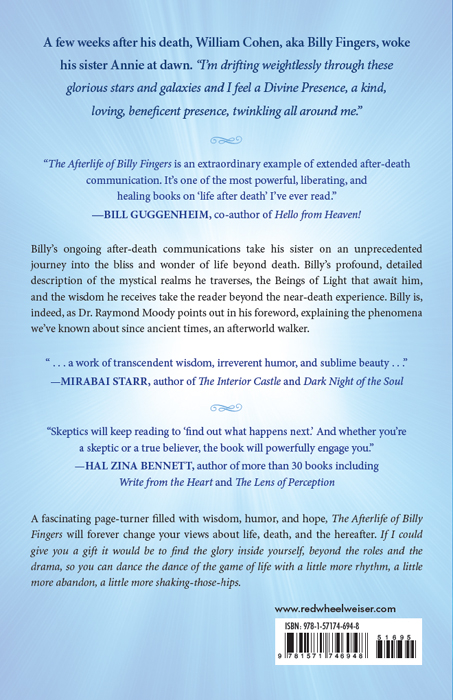 A few weeks after his death, William Cohen, aka Billy Fingers, woke
his sister Annie at dawn. “I’m drifting weightlessly through these
glorious stars and galaxies and I feel a Divine Presence, a kind,
loving, beneficent presence, twinkling all around me.”
“The Afterlife of Billy Fingers is an extraordinary example of extended after-death
communication. It’s one of the most powerful, liberating, and
healing books on ‘life after death’ I’ve ever read.”
—BILL GUGGENHEIM, co-author of Hello from Heaven!
Billy’s ongoing after-death communications take his sister on an unprecedented
journey into the bliss and wonder of life beyond death. Billy’s profound, detailed
description of the mystical realms he traverses, the Beings of Light that await him,
and the wisdom he receives take the reader beyond the near-death experience. Billy is,
indeed, as Dr. Raymond Moody points out in his foreword, explaining the phenomena
we’ve known about since ancient times, an afterworld walker.
“ . . . a work of transcendent wisdom, irreverent humor, and sublime beauty . . .”
—MIRABAI STARR, author of The Interior Castle and Dark Night of the Soul
“Skeptics will keep reading to ‘find out what happens next.’ And whether you’re
a skeptic or a true believer, the book will powerfully engage you.”
—HAL ZINA BENNETT, author of more than 30 books including
Write from the Heart and The Lens of Perception
A fascinating page-turner filled with wisdom, humor, and hope, The Afterlife of Billy
Fingers will forever change your views about life, death, and the hereafter. If I could
give you a gift it would be to find the glory inside yourself, beyond the roles and the
drama, so you can dance the dance of the game of life with a little more rhythm, a little
more abandon, a little more shaking-those-hips.
www.redwheelweiser.com
ISBN: 978-1-57174-694-8
51695
9 781571 746948